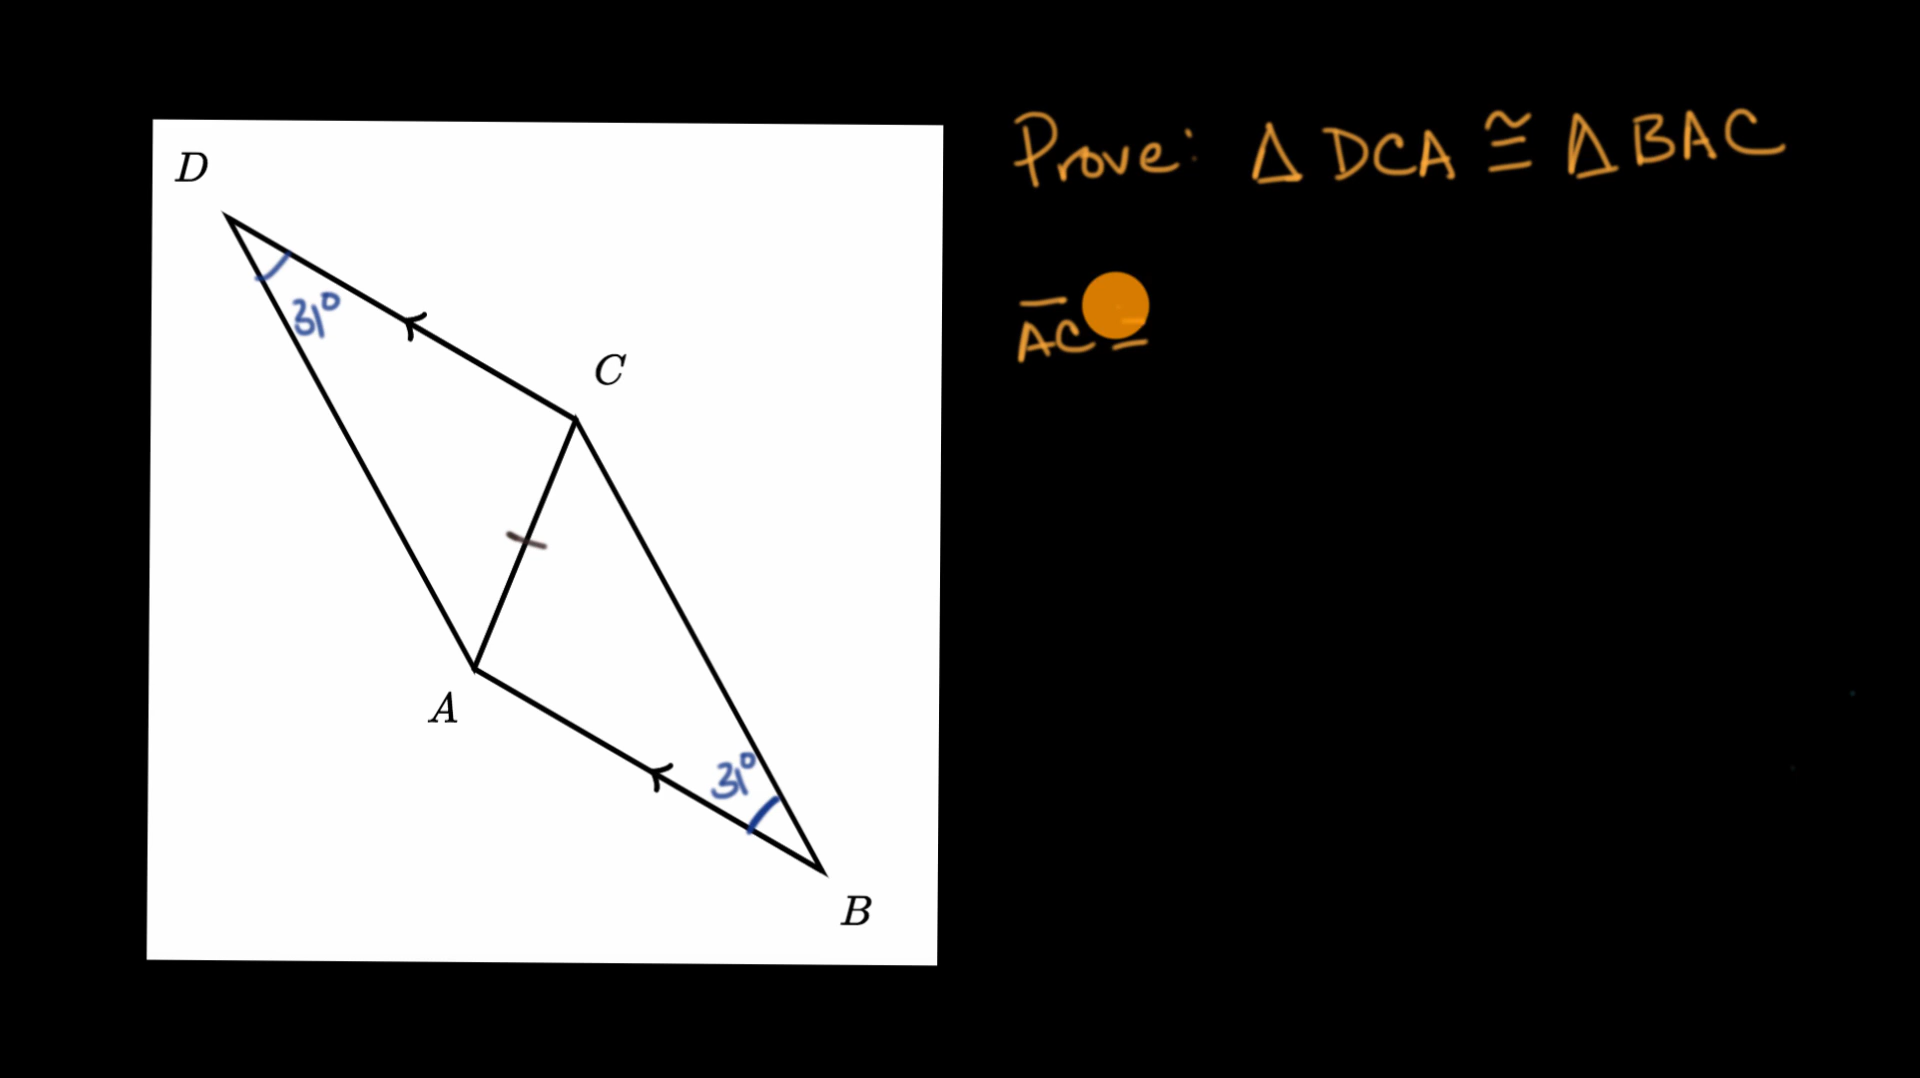 Prove: Δ DCA ≅ Δ BAC
D
31°
C
AC
A
31°
B